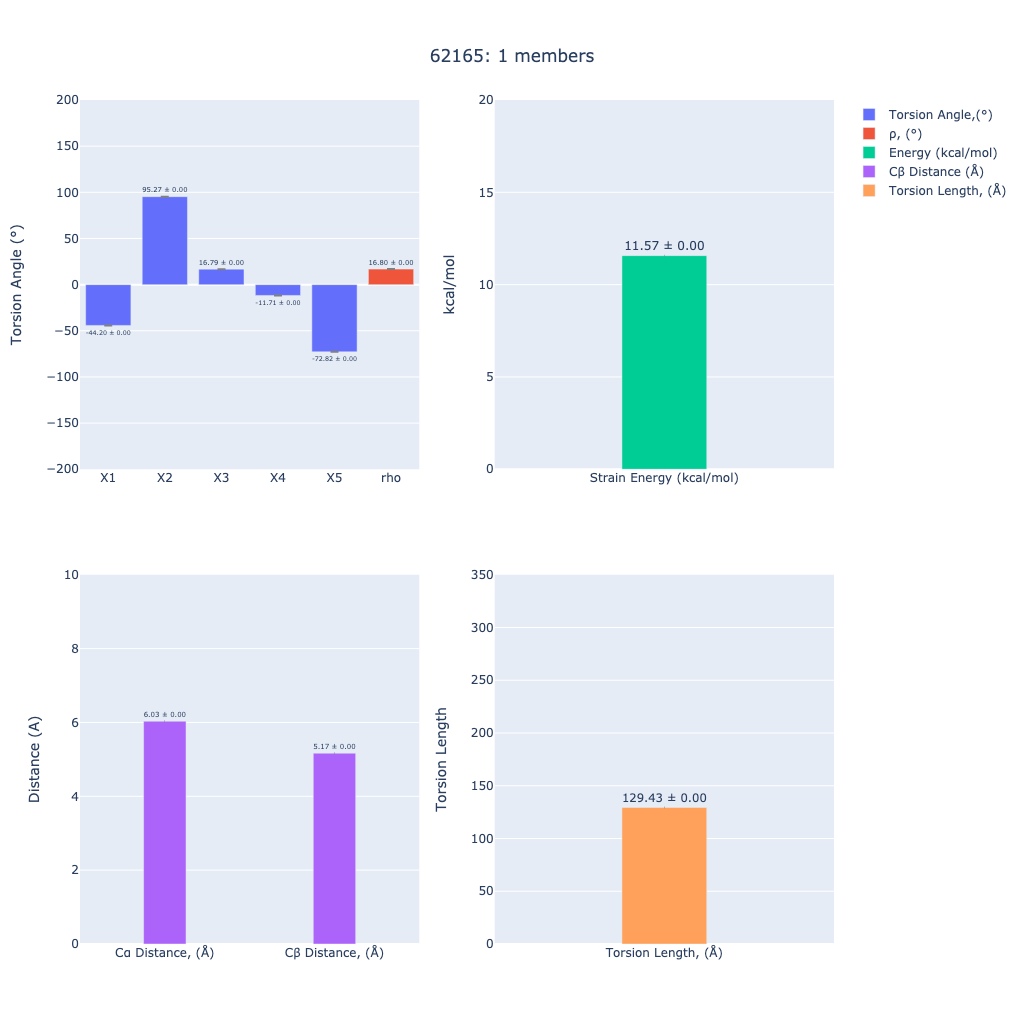 62165: 1 members
Torsion Angle,(°)
ρ, (°)
Energy (kcal/mol)
Cβ Distance (Å)
Torsion Length, (Å)
Torsion Angle (°)
200
150
100
50
0
−50
−100
−150
−200
95.27 ± 0.00
16.79 ± 0.00
16.80 ± 0.00
-44.20 ± 0.00
-11.71 ± 0.00
-72.82 ± 0.00
X1 X2 X3 X4 X5 rho
kcal/mol
20
15
10
5
0
11.57 ± 0.00
Strain Energy (kcal/mol)
Distance (A)
10
8
6
4
2
0
6.03 ± 0.00
5.17 ± 0.00
Cα Distance, (Å) Cβ Distance, (Å)
Torsion Length
350
300
250
200
150
100
50
0
129.43 ± 0.00
Torsion Length, (Å)